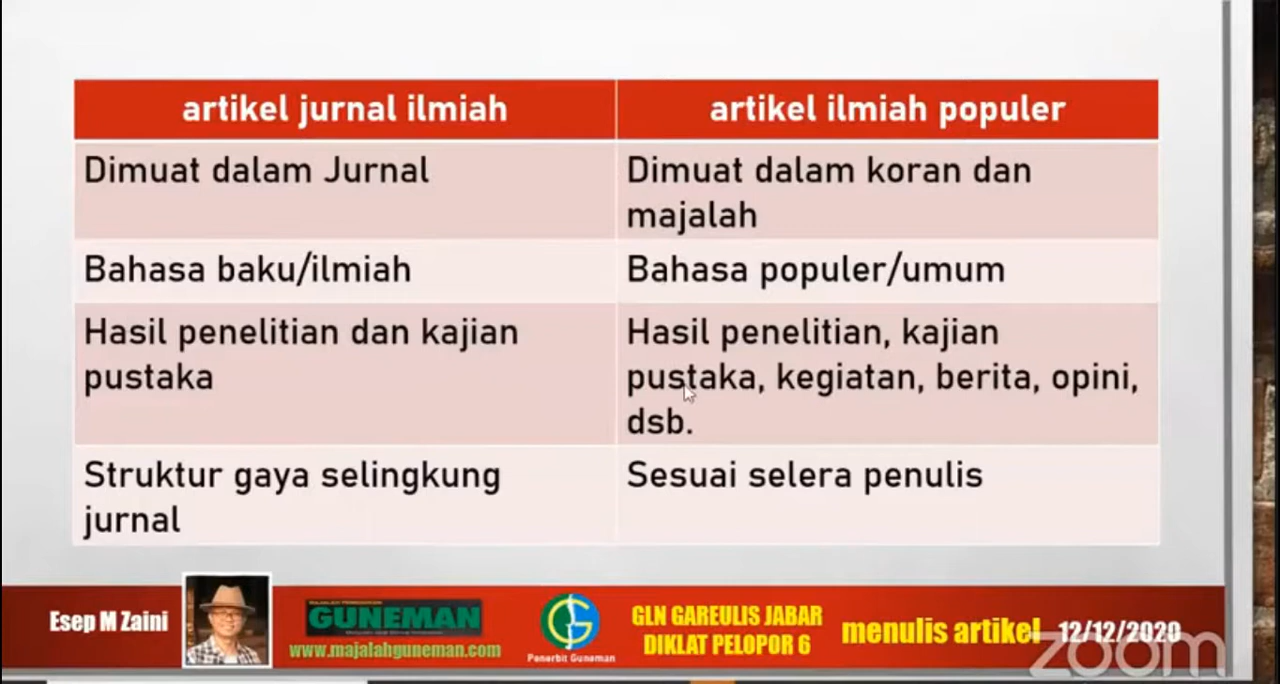 artikel jurnal ilmiah
artikel ilmiah populer
Dimuat dalam Jurnal
Dimuat dalam koran dan
majalah
Bahasa baku/ilmiah
Bahasa populer/umum
Hasil penelitian dan kajian
pustaka
Hasil penelitian, kajian
pustaka, kegiatan, berita, opini,
dsb.
Struktur gaya selingkung
jurnal
Sesuai selera penulis
Esep M Zaini
GUNEMAN
www.majalahguneman.com
Penerbit Guneman
GLN GAREULIS JABAR
DIKLAT PELOPOR 6
menulis artikel
12/12/2020
zoom